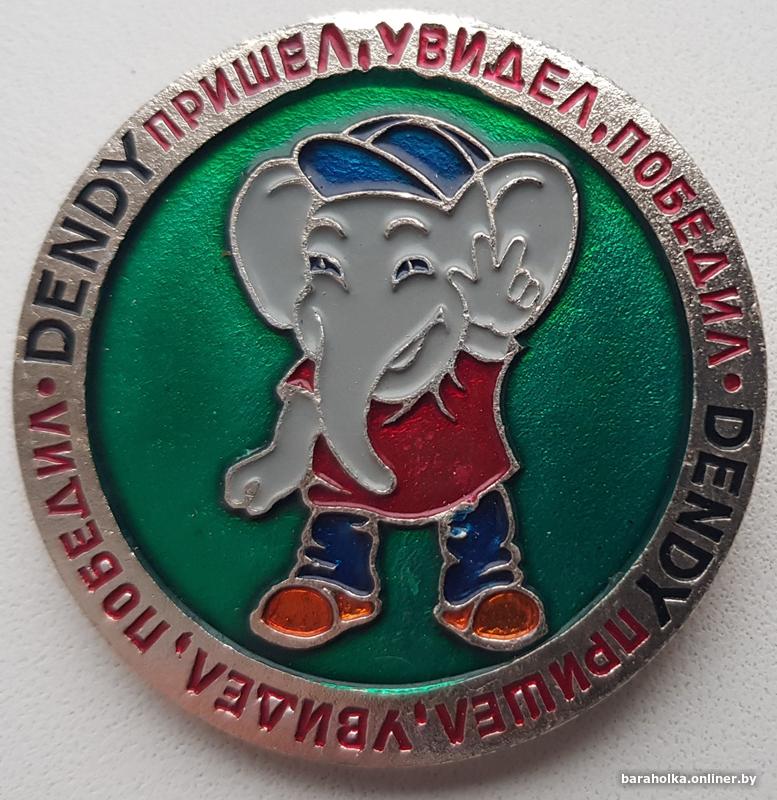 DENDY ПРИШЕЛ, УВИДЕЛ, ПОБЕДИЛ •
DENDY ПРИШЕЛ, УВИДЕЛ, ПОБЕДИЛ •
baraholka.onliner.by